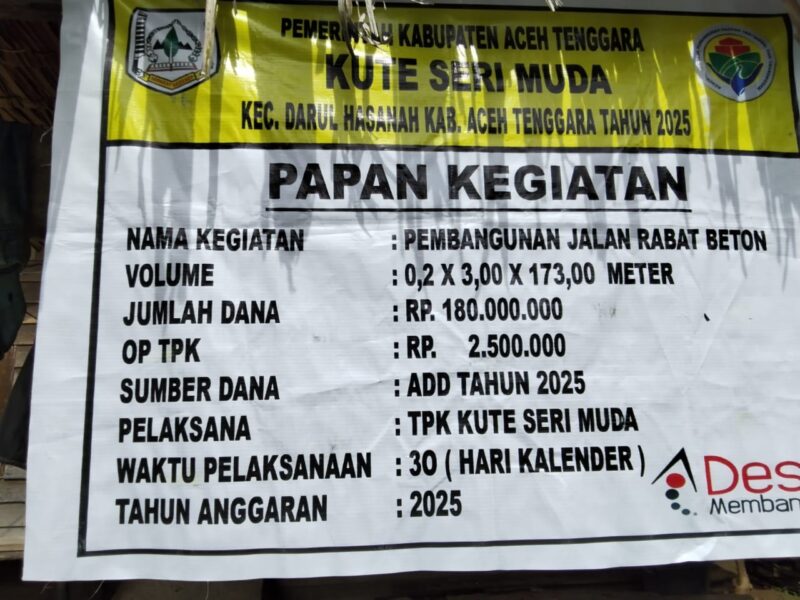 PEMERINTAH KABUPATEN ACEH TENGGARA
KUTE SERI MUDA
KEC. DARUL HASANAH KAB. ACEH TENGGARA TAHUN 2025
PAPAN KEGIATAN
NAMA KEGIATAN : PEMBANGUNAN JALAN RABAT BETON
VOLUME : 0,2 X 3,00 X 173,00 METER
JUMLAH DANA : RP. 180.000.000
OP TPK : RP. 2.500.000
SUMBER DANA : ADD TAHUN 2025
PELAKSANA : TPK KUTE SERI MUDA
WAKTU PELAKSANAAN : 30 ( HARI KALENDER )
TAHUN ANGGARAN : 2025
Des
Memban